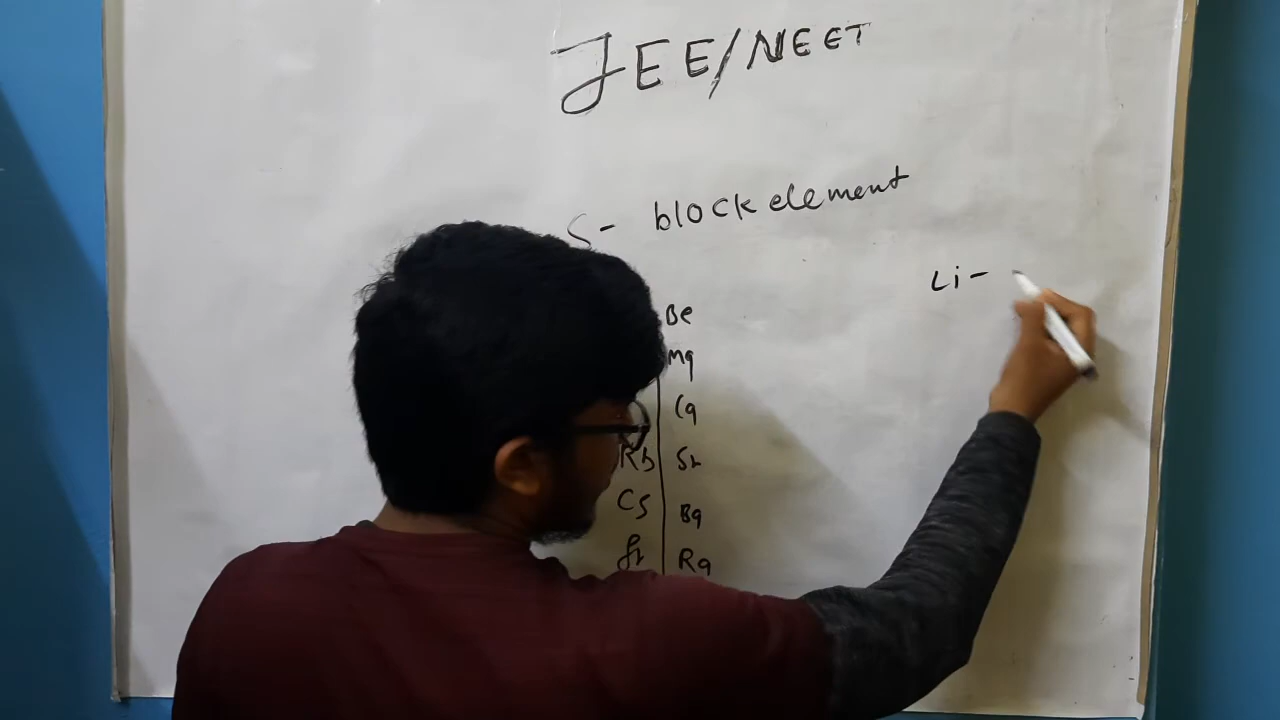 JEE/NEET
S- block element
Li-
Be
Mg
Ca
Rb Sr
Cs Ba
Fr Ra